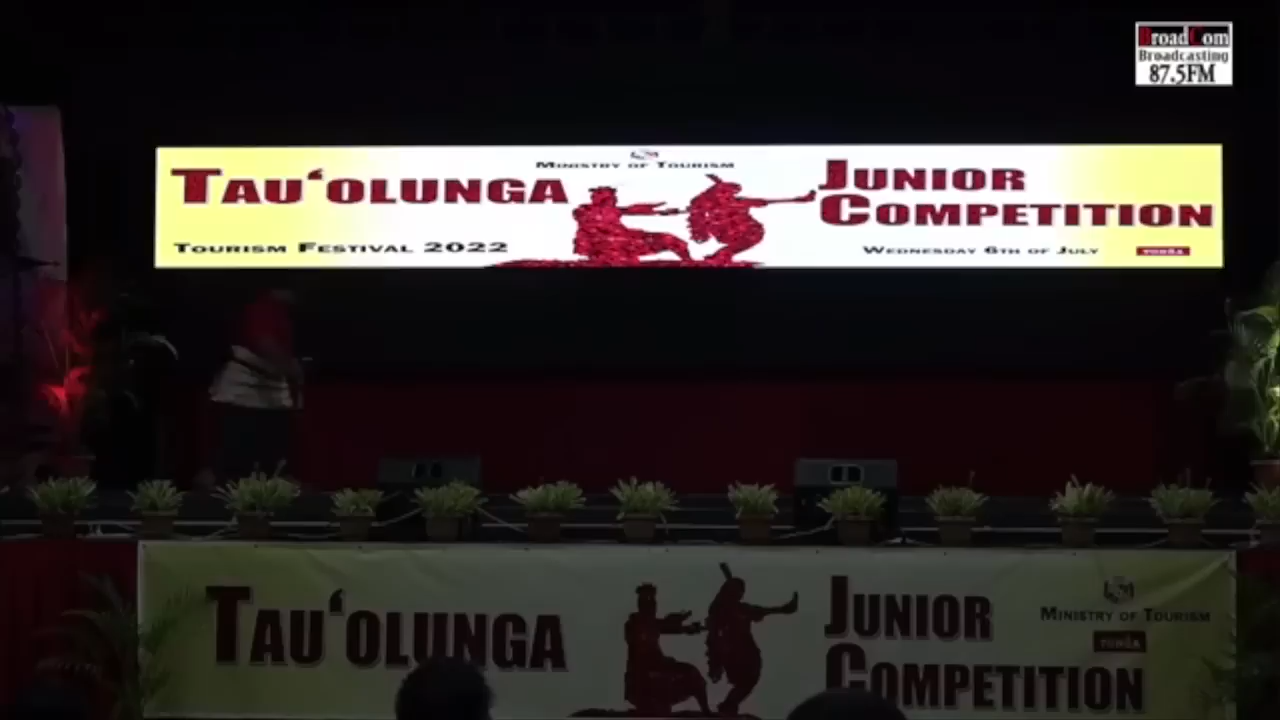 BroadCom
Broadcasting
87.5FM
Ministry of Tourism
Tau‘olunga
Junior
Competition
Tourism Festival 2022
Wednesday 6th of July
TONGA
Tau‘olunga
Junior
Competition
Ministry of Tourism
TONGA